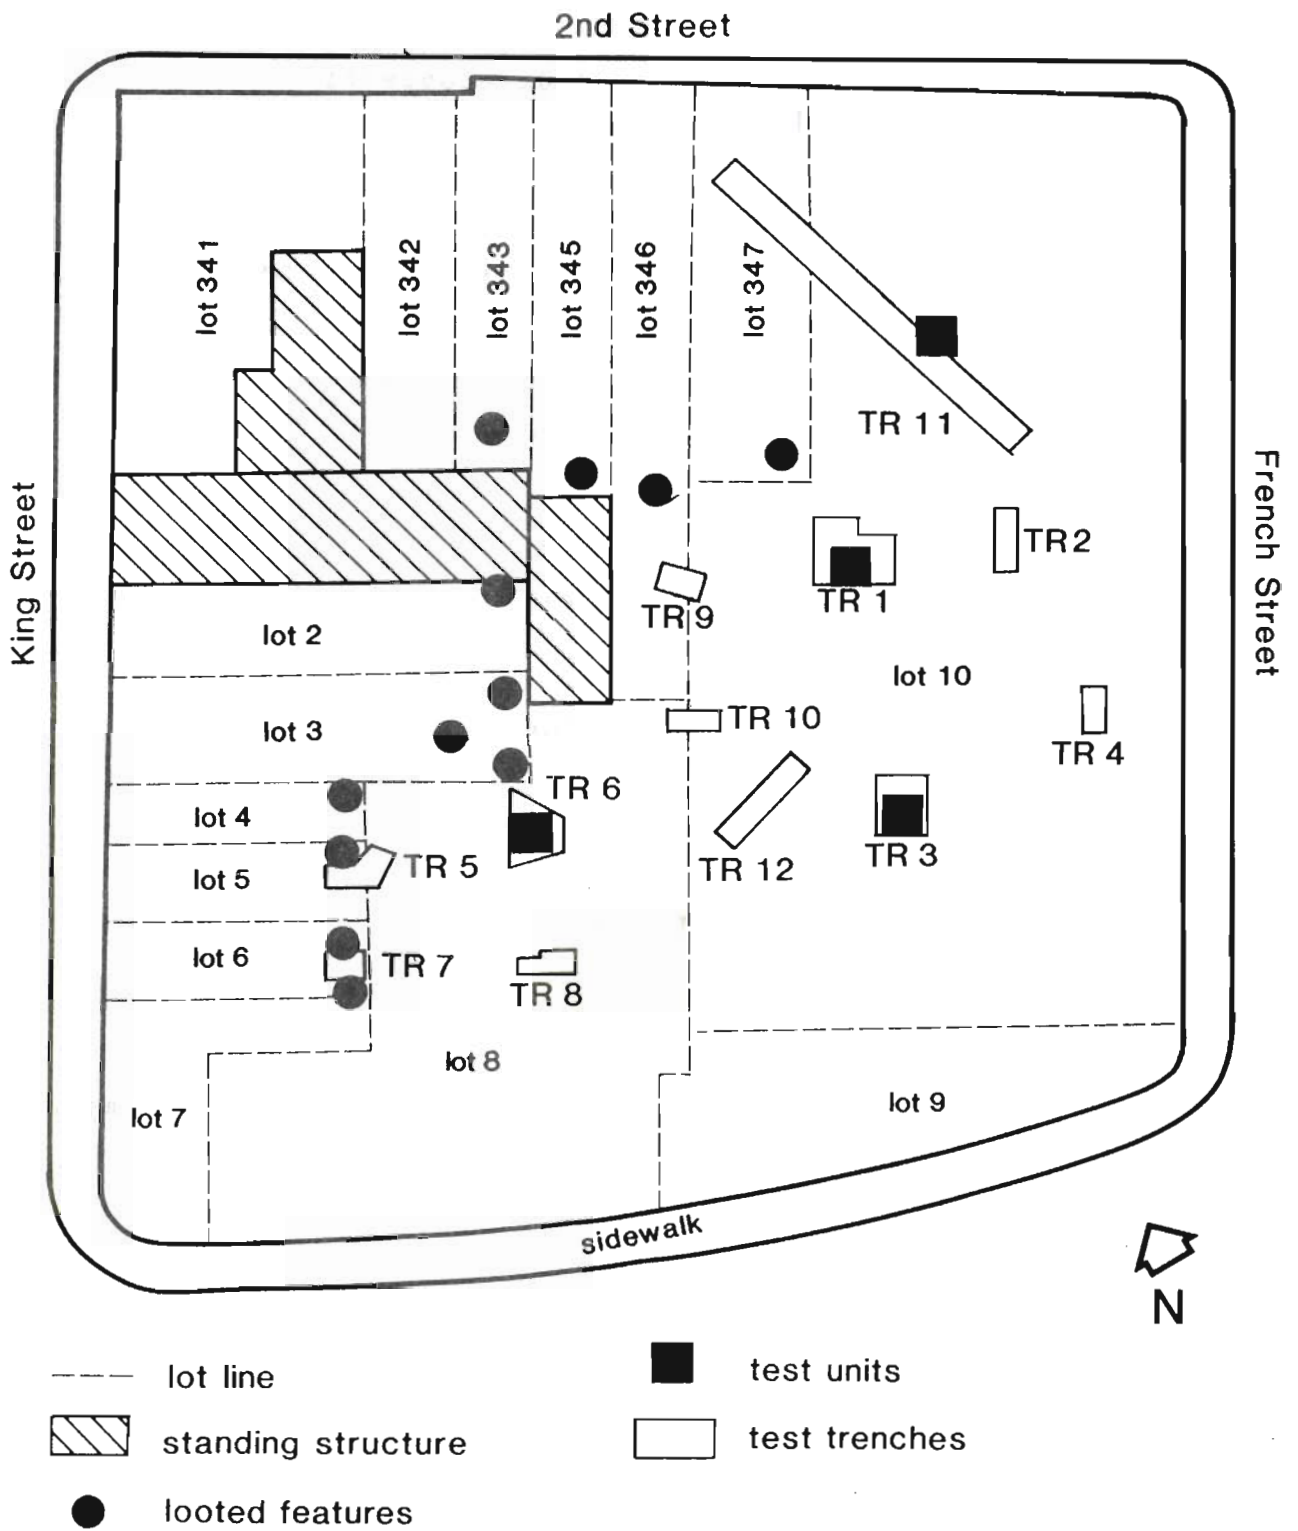 2nd Street
lot 341
lot 342
lot 343
lot 345
lot 346
lot 347
TR 11
King Street
French Street
TR2
TR 1
TR 9
lot 2
lot 10
lot 3
TR 10
TR 4
TR 6
lot 4
TR 3
TR 5
TR 12
lot 5
lot 6
TR 7
TR 8
lot 8
lot 7
lot 9
sidewalk
N
lot line
test units
standing structure
test trenches
looted features